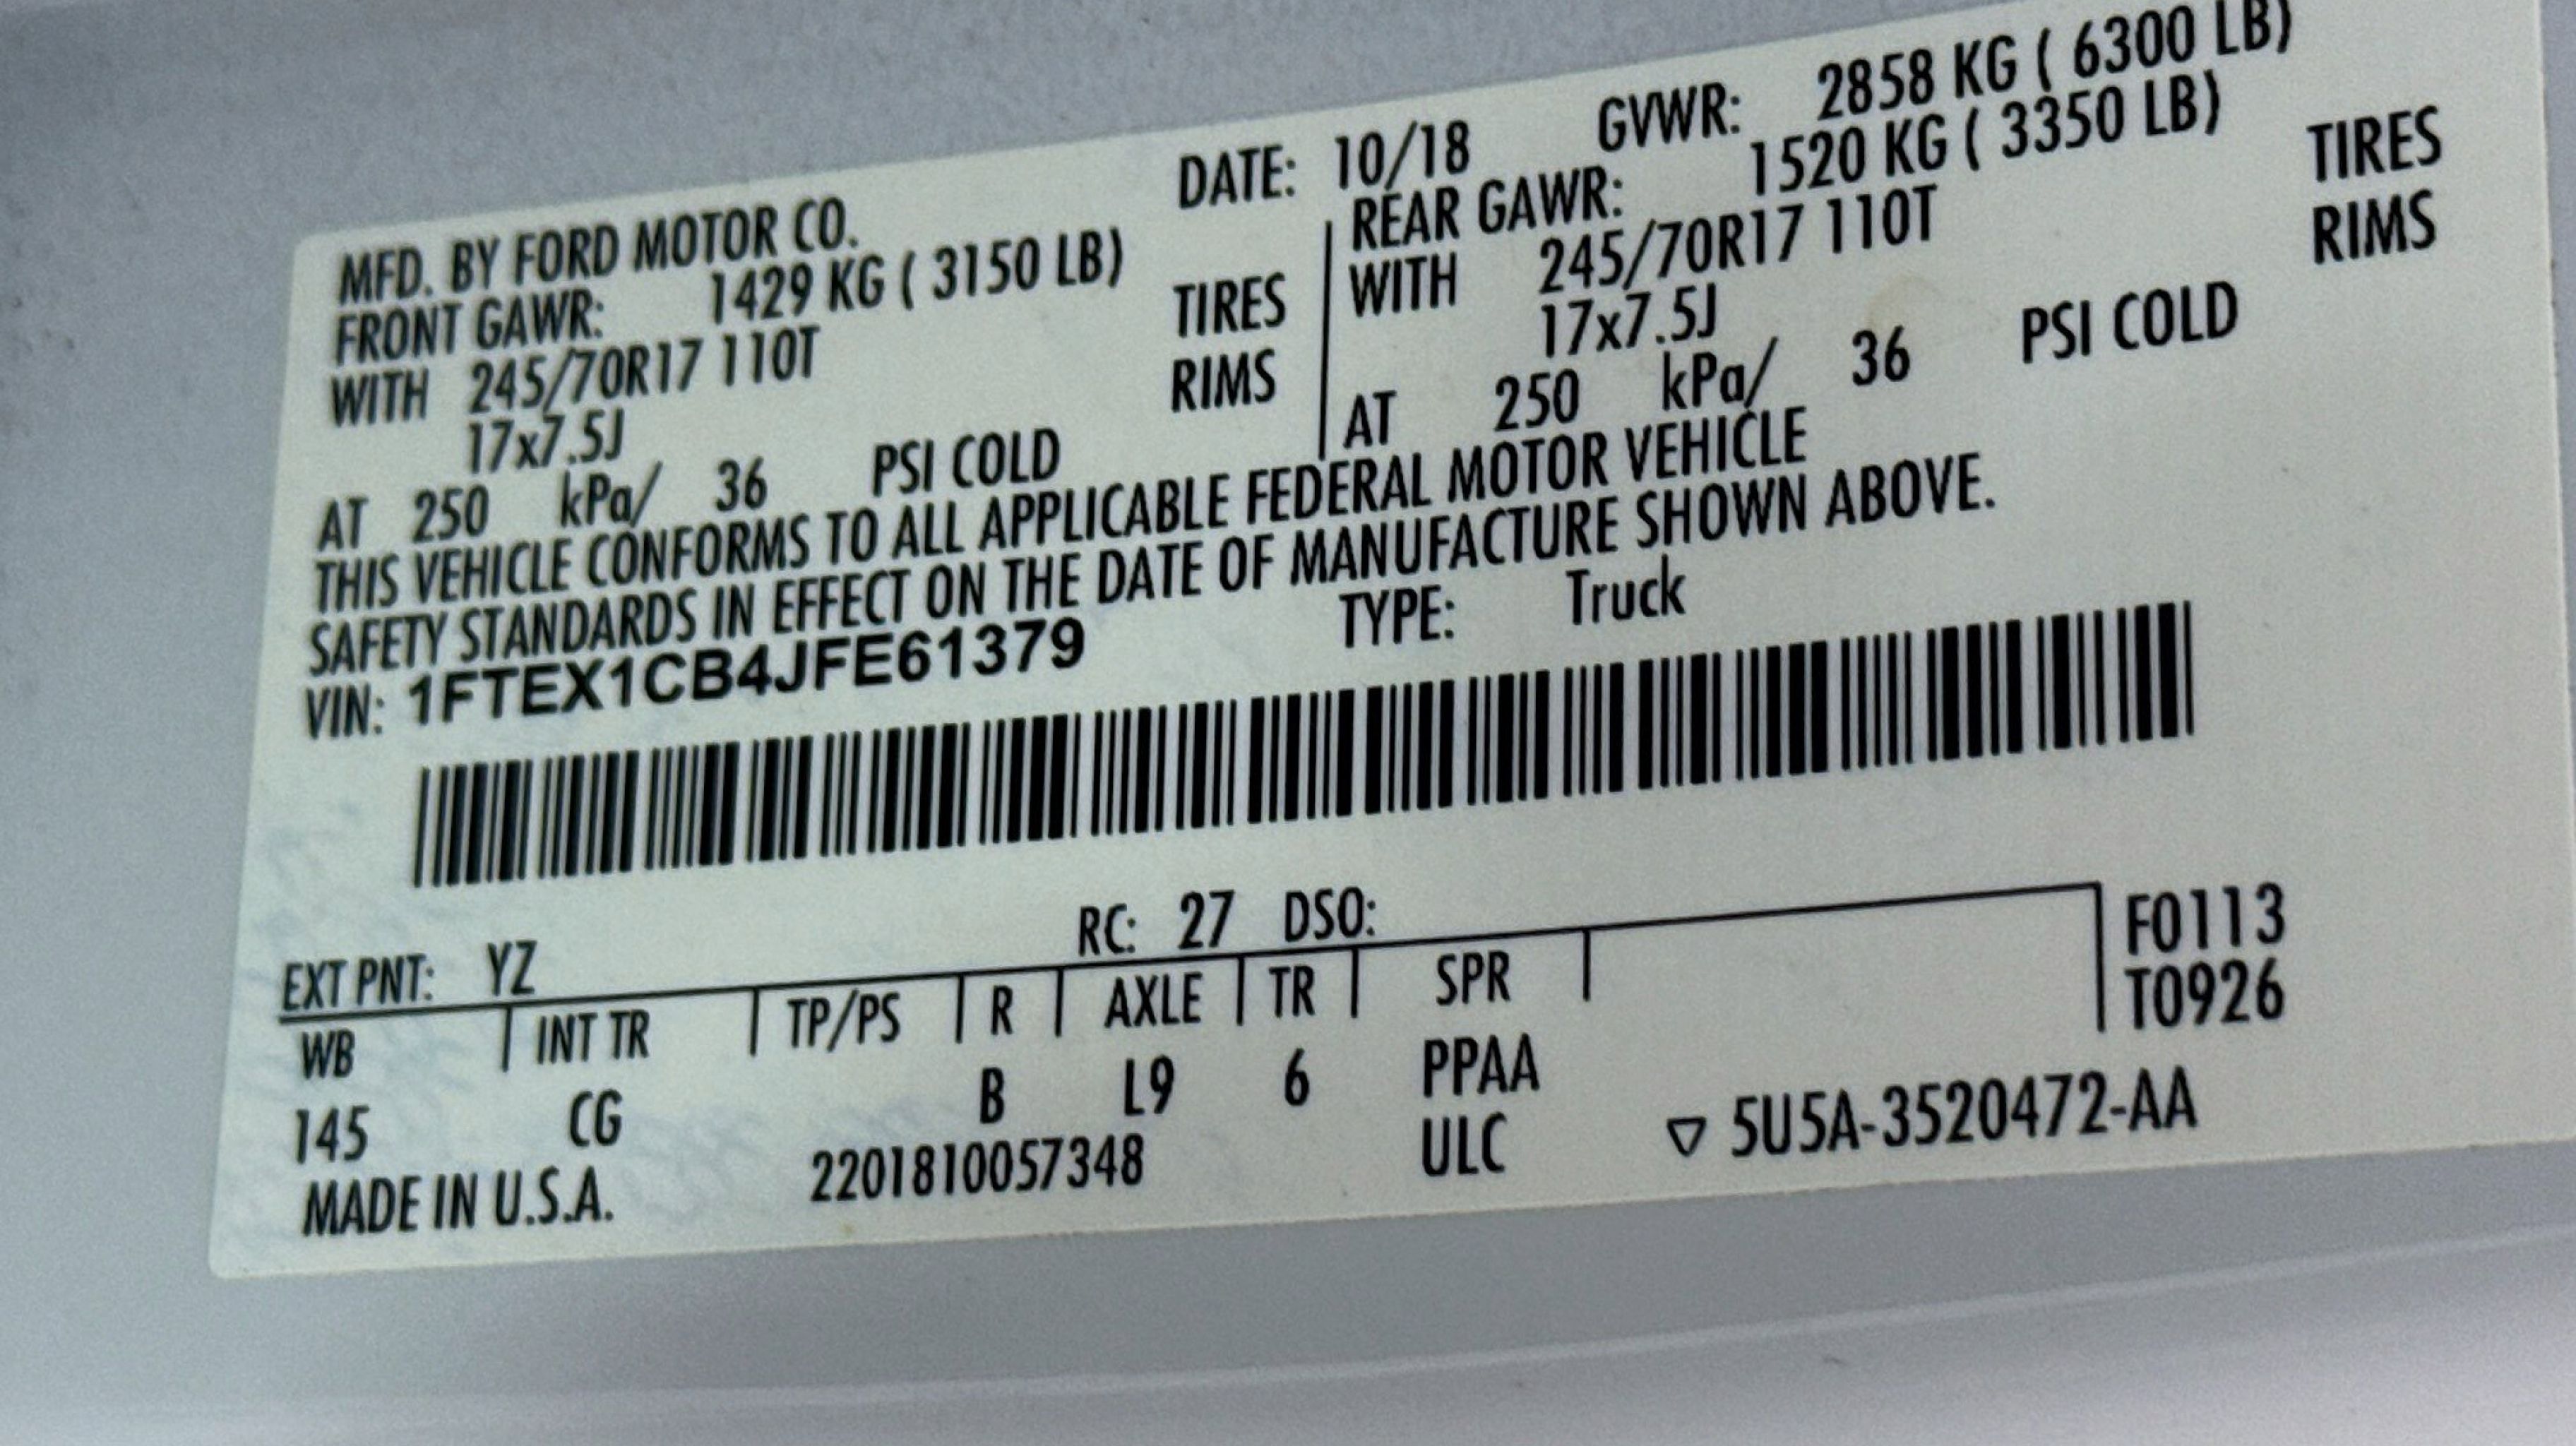 MFD. BY FORD MOTOR CO. DATE: 10/18 GVWR: 2858 KG ( 6300 LB)
FRONT GAWR: 1429 KG ( 3150 LB) REAR GAWR: 1520 KG ( 3350 LB)
WITH 245/70R17 110T TIRES WITH 245/70R17 110T TIRES
17x7.5J RIMS 17x7.5J RIMS
AT 250 kPa/ 36 PSI COLD AT 250 kPa/ 36 PSI COLD
THIS VEHICLE CONFORMS TO ALL APPLICABLE FEDERAL MOTOR VEHICLE
SAFETY STANDARDS IN EFFECT ON THE DATE OF MANUFACTURE SHOWN ABOVE.
VIN: 1FTEX1CB4JFE61379 TYPE: Truck
EXT PNT: YZ RC: 27 DSO: F0113
WB INT TR TP/PS R AXLE TR SPR T0926
145 CG B L9 6 PPAA
MADE IN U.S.A. 2201810057348 ULC ▽ 5U5A-3520472-AA